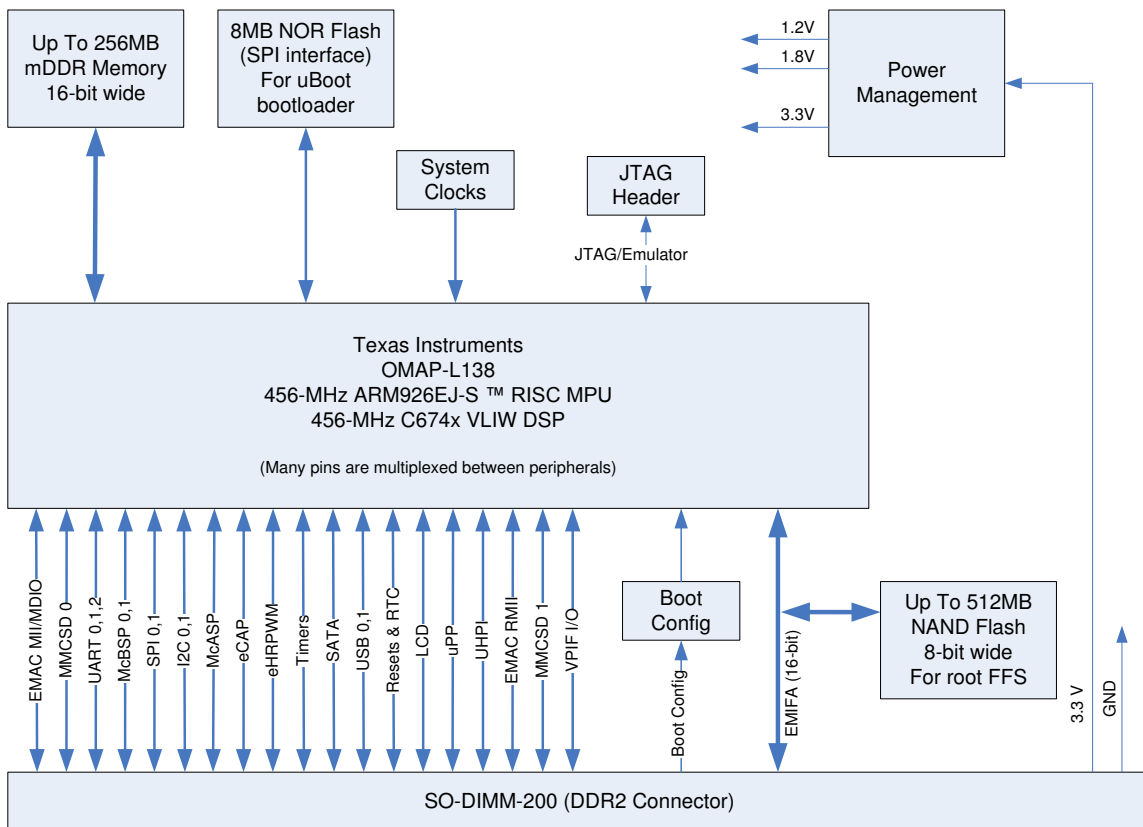 Up To 256MB
mDDR Memory
16-bit wide
8MB NOR Flash
(SPI interface)
For uBoot
bootloader
1.2V
1.8V
3.3V
Power
Management
System
Clocks
JTAG
Header
JTAG/Emulator
Texas Instruments
OMAP-L138
456-MHz ARM926EJ-S ™ RISC MPU
456-MHz C674x VLIW DSP
(Many pins are multiplexed between peripherals)
EMAC MII/MDIO
MMCSD 0
UART 0,1,2
McBSP 0,1
SPI 0,1
I2C 0,1
McASP
eCAP
eHRPWM
Timers
SATA
USB 0,1
Resets & RTC
LCD
uPP
UHPI
EMAC RMII
MMCSD 1
VPIF I/O
Boot
Config
Boot Config
EMIFA (16-bit)
Up To 512MB
NAND Flash
8-bit wide
For root FFS
3.3 V
GND
SO-DIMM-200 (DDR2 Connector)